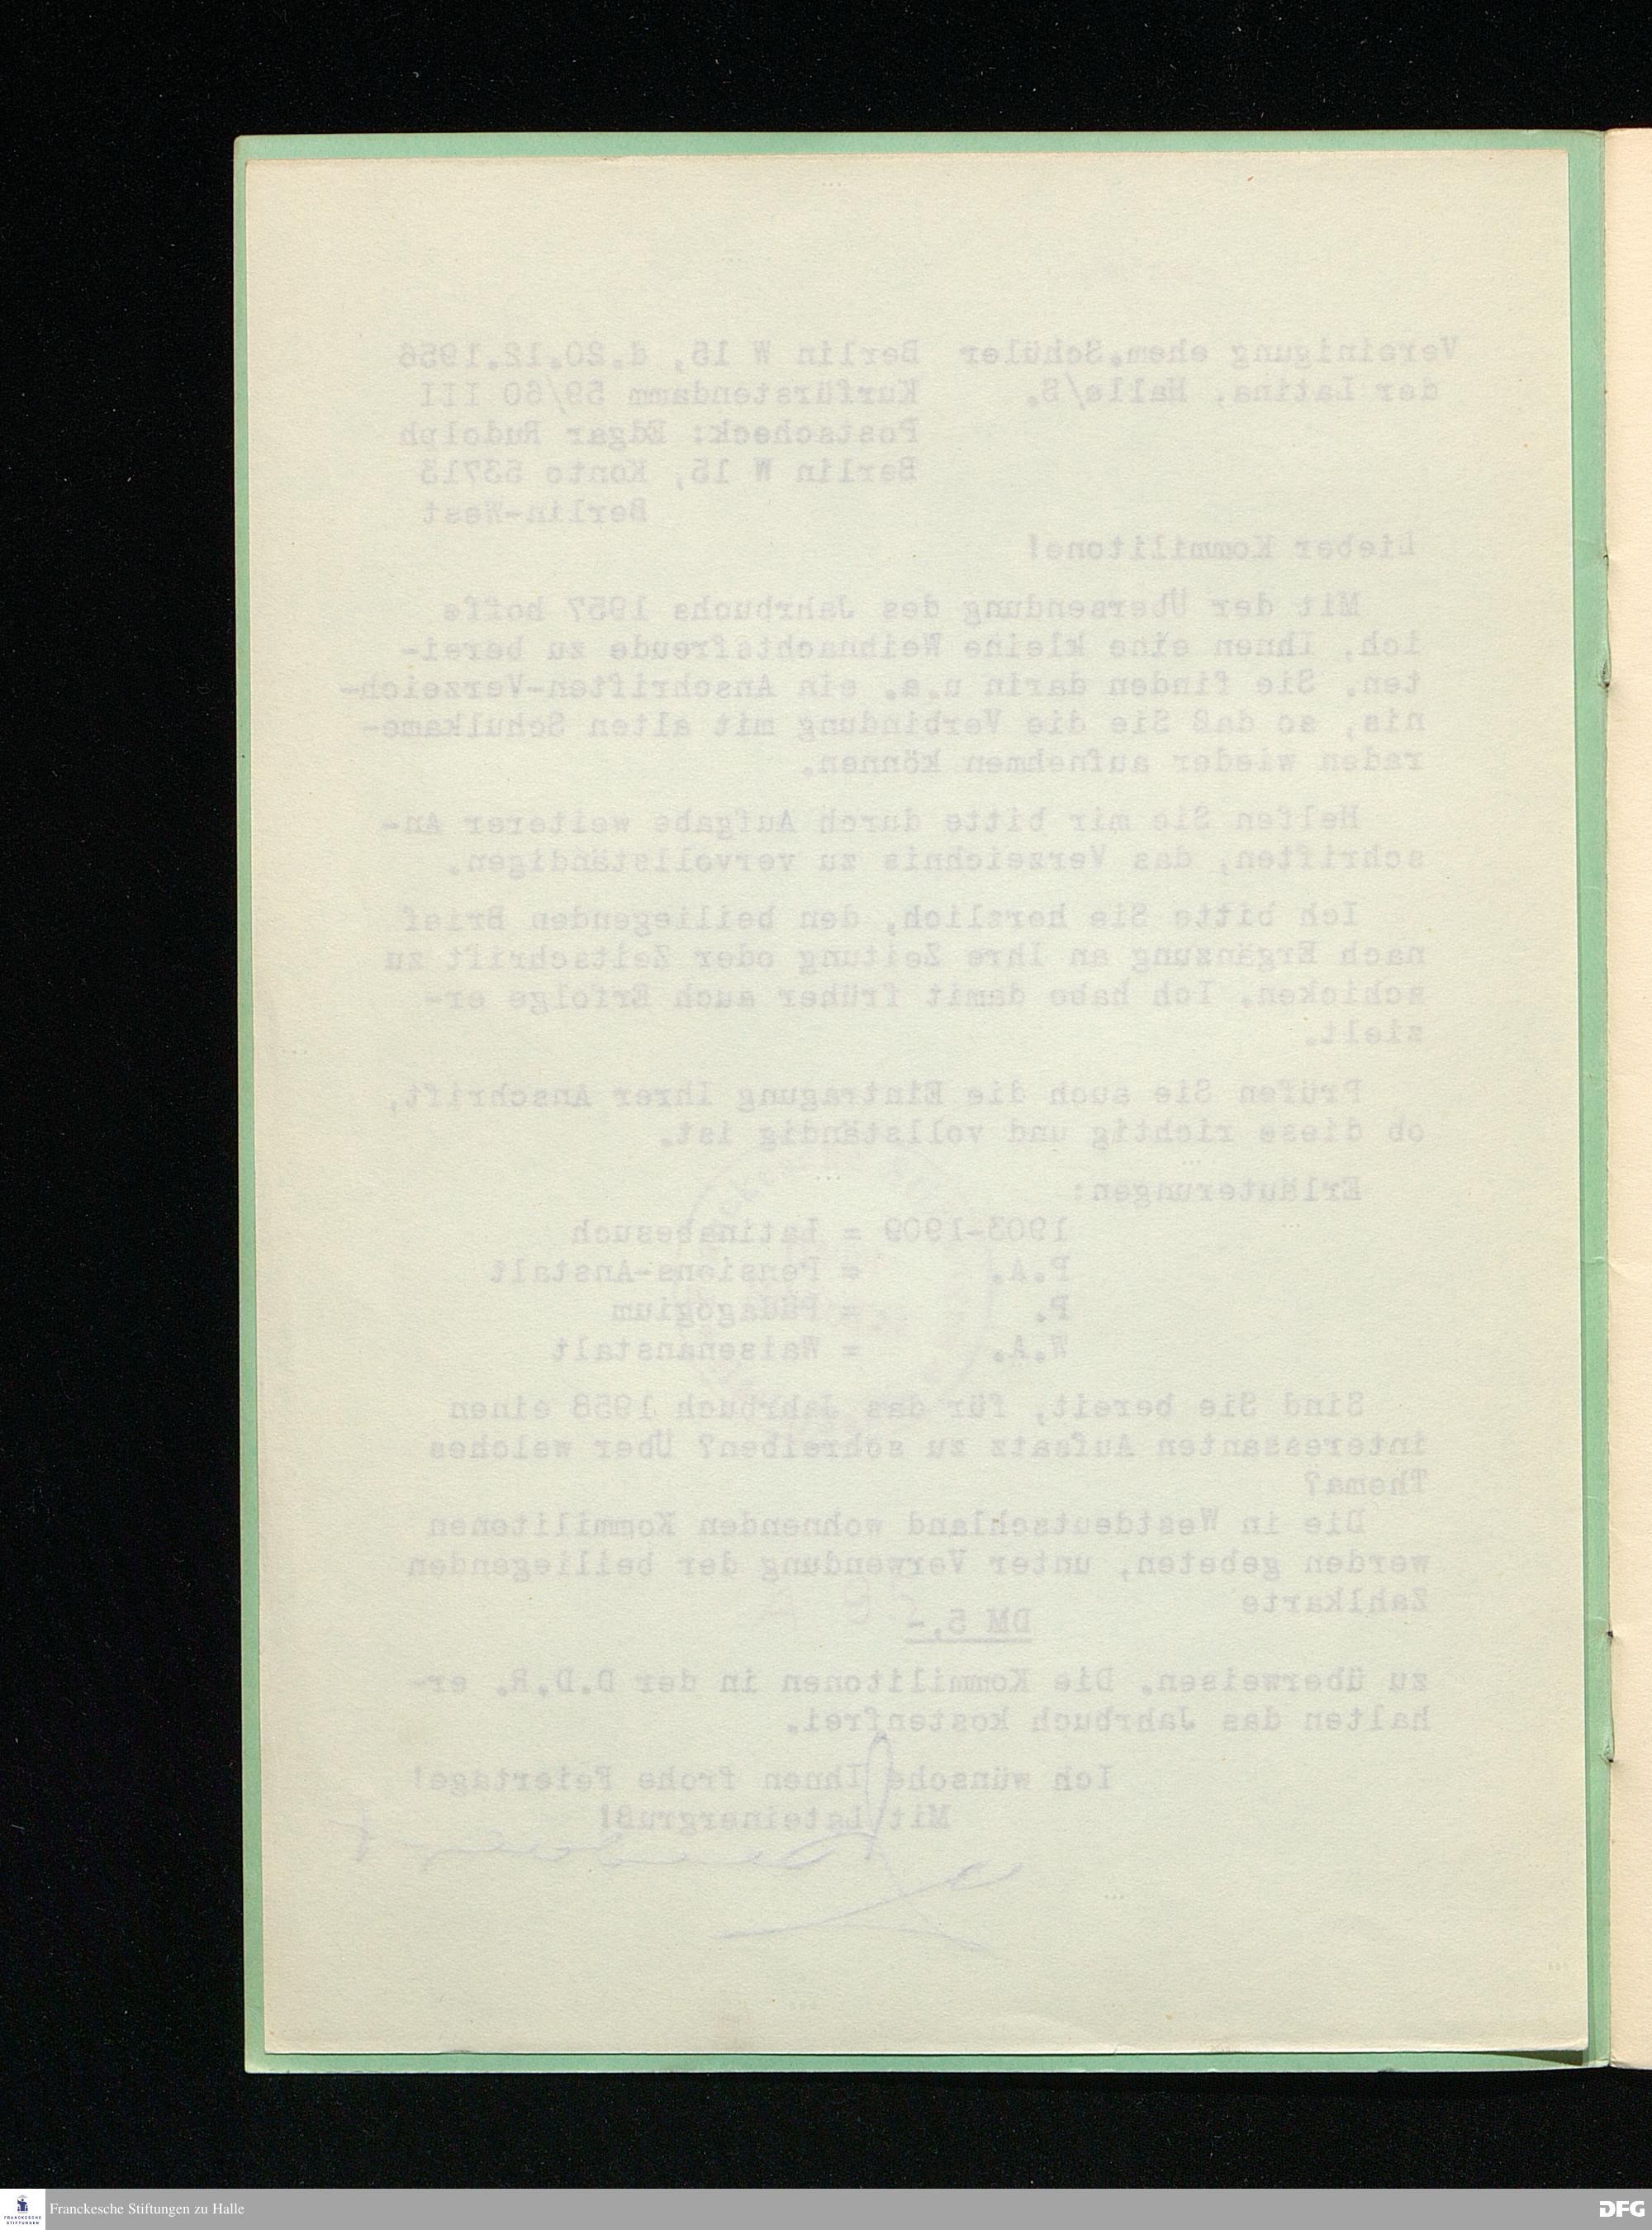 Vereinigung ehem.Schüler Berlin W 15, d.20.12.1956
der Latina, Halle/S. Kurfürstendamm 59/60 III
Postscheck: Edgar Rudolph
Berlin W 15, Konto 53713
Berlin-West
Lieber Kommilitone!
Mit der Übersendung des Jahrbuchs 1957 hoffe
ich, Ihnen eine kleine Weihnachtsfreude zu berei-
ten. Sie finden darin u.a. ein Anschriften-Verzeich-
nis, so daß Sie die Verbindung mit alten Schulkame-
raden wieder aufnehmen können.
Helfen Sie mir bitte durch Aufgabe weiterer An-
schriften, das Verzeichnis zu vervollständigen.
Ich bitte Sie herzlich, den beiliegenden Brief
nach Ergänzung an Ihre Zeitung oder Zeitschrift zu
schicken, Ich habe damit früher auch Erfolge er-
zielt.
Prüfen Sie auch die Eintragung Ihrer Anschrift,
ob diese richtig und vollständig ist.
Erläuterungen:
1903-1909 = Latinabesuch
P.A. = Pensions-Anstalt
P. = Pädagogium
W.A. = Waisenanstalt
Sind Sie bereit, für das Jahrbuch 1958 einen
interessanten Aufsatz zu schreiben? Über welches
Thema?
Die in Westdeutschland wohnenden Kommilitonen
werden gebeten, unter Verwendung der beiliegenden
Zahlkarte
DM 5,-
zu überweisen. Die Kommilitonen in der D.D.R. er-
halten das Jahrbuch kostenfrei.
Ich wünsche Ihnen frohe Feiertage!
Mit Lateinergruß!
Franckesche Stiftungen zu Halle
FRANCKESCHE
STIFTUNGEN
DFG